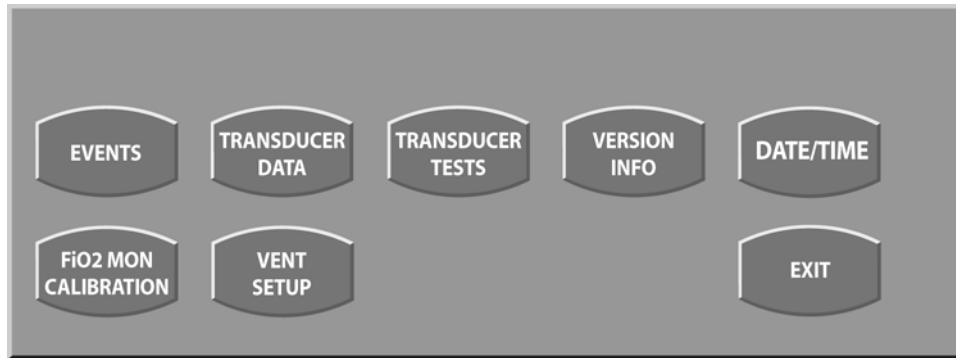 EVENTS
TRANSDUCER
DATA
TRANSDUCER
TESTS
VERSION
INFO
DATE/TIME
FiO2 MON
CALIBRATION
VENT
SETUP
EXIT